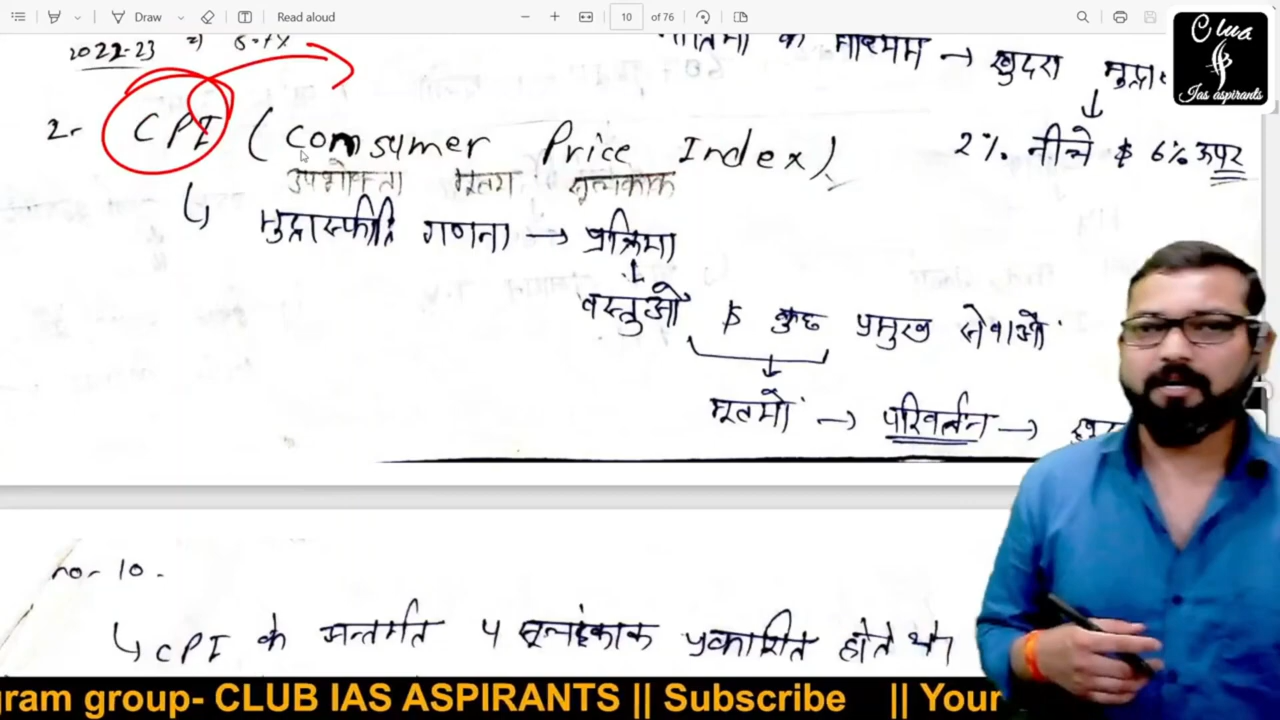 Draw
Read aloud
10 of 76
Clua
Ias aspirants
2022-23
के माध्यम → खुदरा
2. CPI (Consumer Price Index)
2% नीचे $ 6% ऊपर
उपभोक्ता मूल्य सूचकांक
↳ मुद्रास्फीति गणना → प्रक्रिया
↓
वस्तुओं $ कुछ प्रमुख सेवाओं
↓
मूल्यों → परिवर्तन →
no- 10.
↳ CPI के अन्तर्गत 4 प्रकाशित होते थे।
gram group- CLUB IAS ASPIRANTS || Subscribe || Your